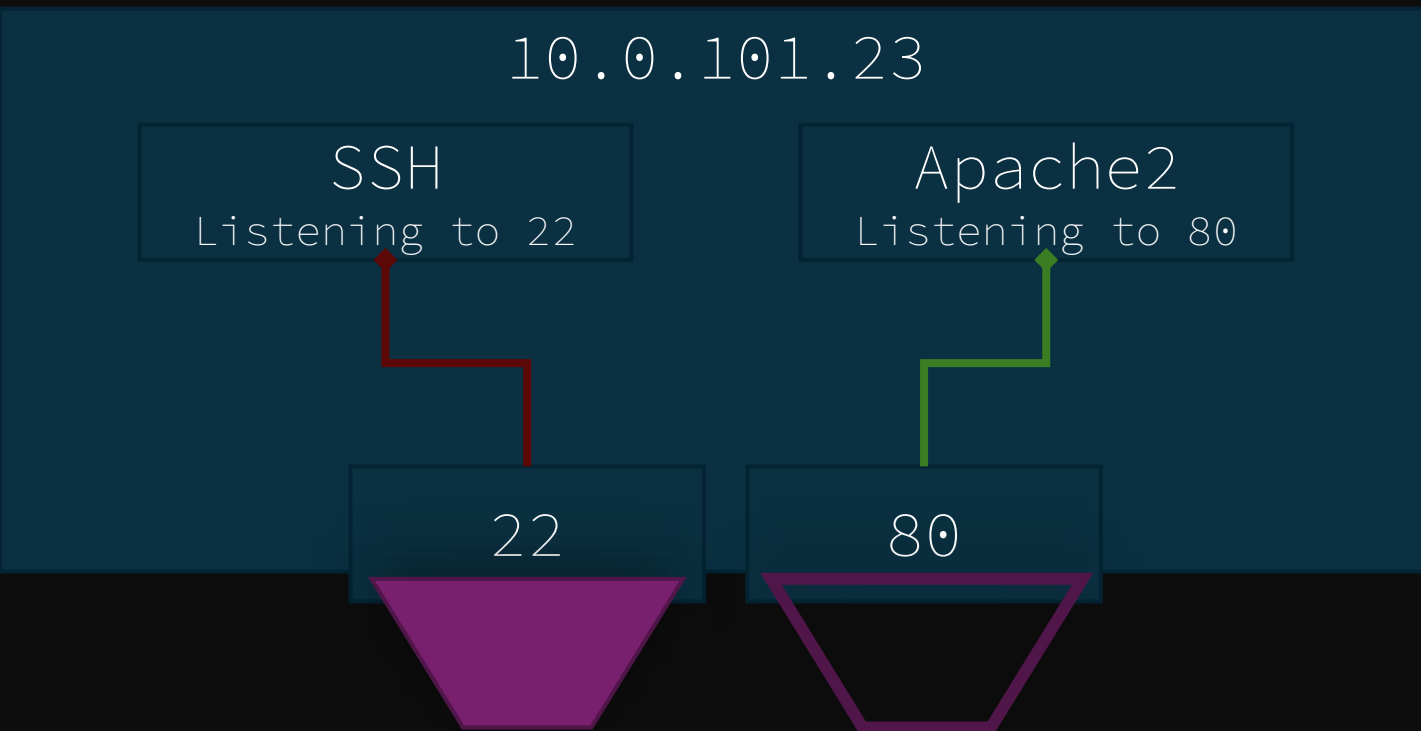 10.0.101.23
SSH
Listening to 22
Apache2
Listening to 80
22
80